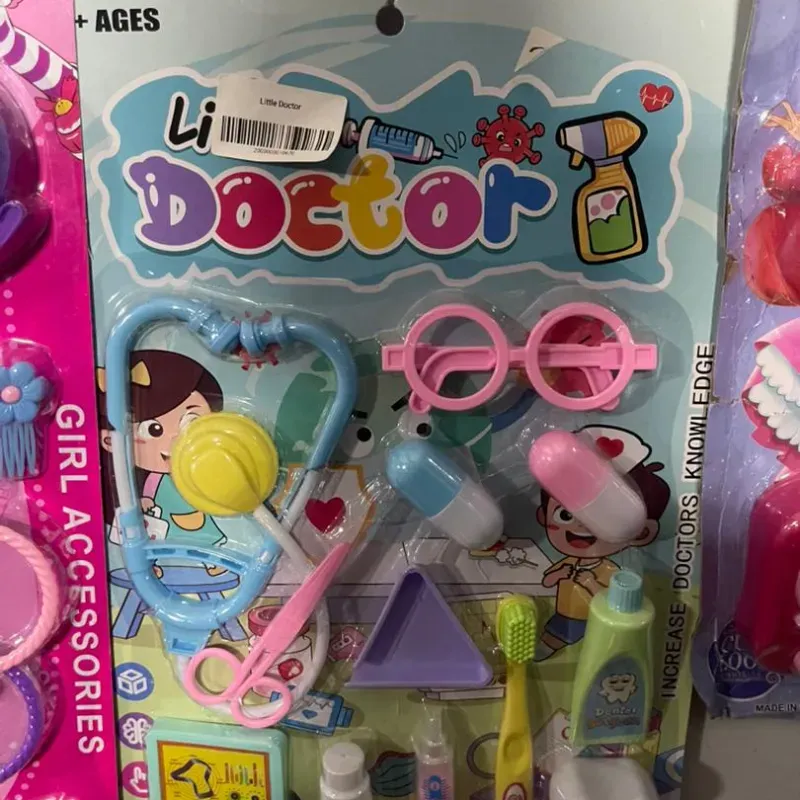 + AGES
Little Doctor
Li
Doctor
GIRL ACCESSORIES
INCREASE DOCTORS KNOWLEDGE
MADE IN